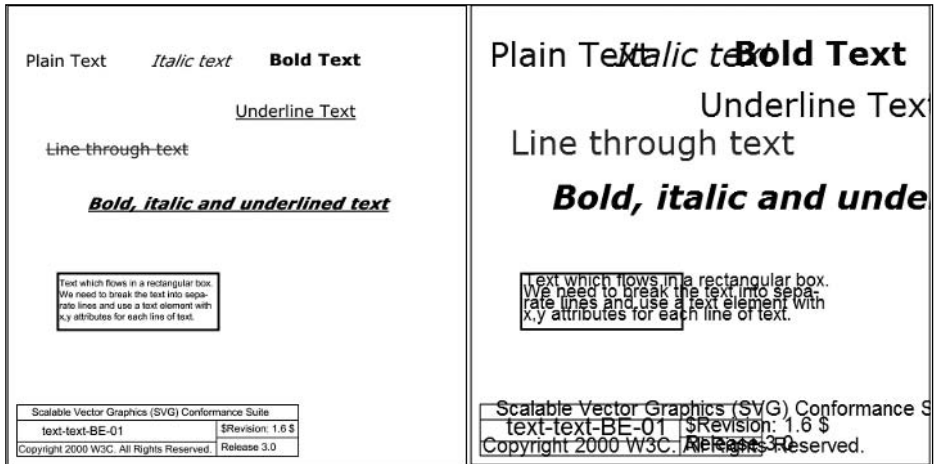 Plain Text Italic text Bold Text
Underline Text
Line through text
Bold, italic and underlined text
Text which flows in a rectangular box.
We need to break the text into sepa-
rate lines and use a text element with
x,y attributes for each line of text.
Scalable Vector Graphics (SVG) Conformance Suite
text-text-BE-01 $Revision: 1.6 $
Copyright 2000 W3C. All Rights Reserved. Release 3.0
Plain Text Italic text Bold Text
Underline Text
Line through text
Bold, italic and unde
Text which flows in a rectangular box.
We need to break the text into sepa-
rate lines and use a text element with
x,y attributes for each line of text.
Scalable Vector Graphics (SVG) Conformance S
text-text-BE-01 $Revision: 1.6 $
Copyright 2000 W3C. All Rights Reserved. Release 3.0